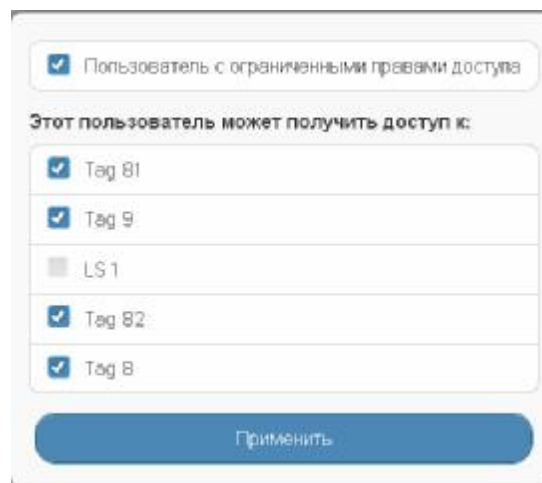 Пользователь с ограниченными правами доступа
Этот пользователь может получить доступ к:
Tag 81
Tag 9
LS 1
Tag 82
Tag 8
Применить